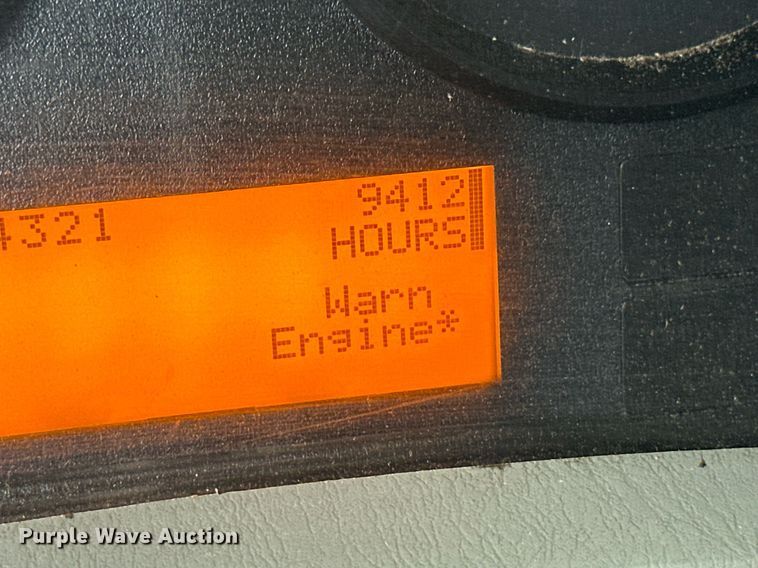 4321
9412
HOURS
Warn
Engine*
Purple Wave Auction